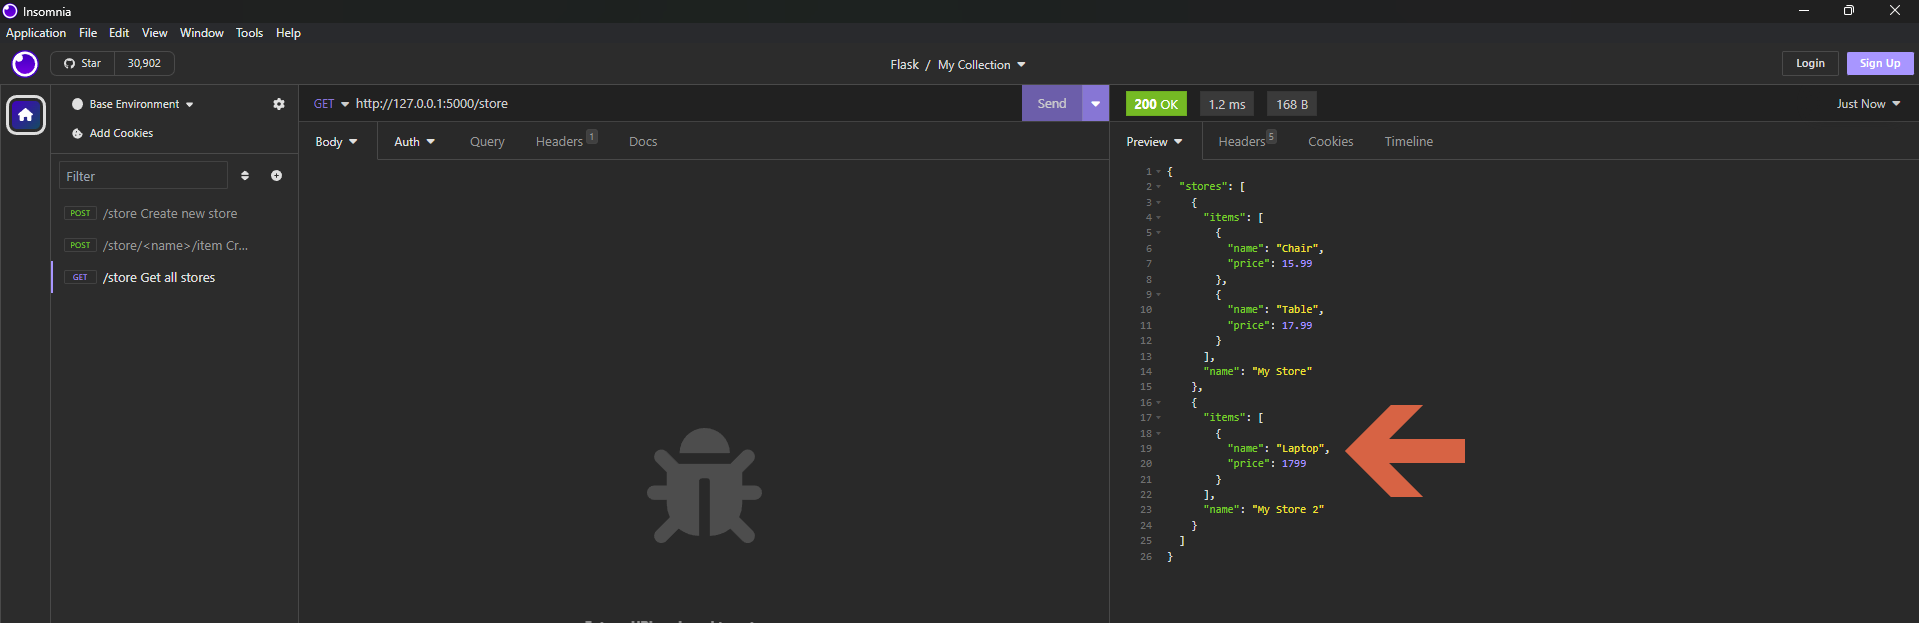 Insomnia
Application File Edit View Window Tools Help
Star 30,902
Flask / My Collection
Login Sign Up
Base Environment
Add Cookies
Filter
POST /store Create new store
POST /store/<name>/item Cr...
GET /store Get all stores
GET http://127.0.0.1:5000/store
Send
Body Auth Query Headers 1 Docs
200 OK 1.2 ms 168 B Just Now
Preview Headers 5 Cookies Timeline
1 {
2 "stores": [
3 {
4 "items": [
5 {
6 "name": "Chair",
7 "price": 15.99
8 },
9 {
10 "name": "Table",
11 "price": 17.99
12 }
13 ],
14 "name": "My Store"
15 },
16 {
17 "items": [
18 {
19 "name": "Laptop",
20 "price": 1799
21 }
22 ],
23 "name": "My Store 2"
24 }
25 ]
26 }